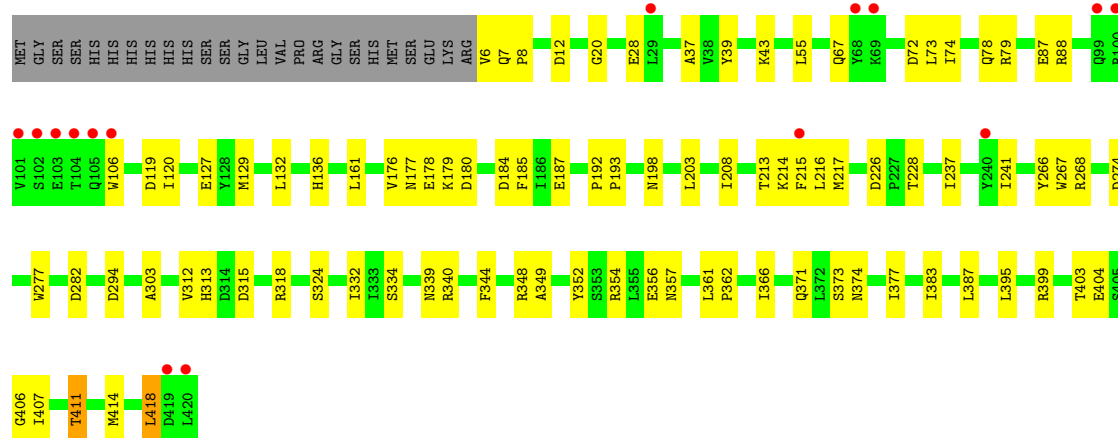 MET GLY SER SER HIS HIS HIS HIS HIS HIS SER SER GLY LEU VAL PRO ARG GLY SER HIS MET SER GLU LYS ARG V6 Q7 P8 D12 G20 E28 L29 A37 V38 Y39 K43 L55 Q67 Y68 K69 D72 L73 I74 Q78 R79 E87 R88 Q99
V101 S102 E103 T104 Q105 W106 D119 I120 E127 Y128 M129 L132 H136 L161 V176 N177 E178 K179 D180 D184 F185 I186 E187 P192 P193 N198 L203 I208 T213 K214 F215 L216 M217 D226 P227 T228 I237 Y240 I241 Y266 W267 R268
W277 D282 D294 A303 V312 H313 D314 D315 R318 S324 I332 I333 S334 N339 R340 F344 R348 A349 Y352 S353 R354 L355 E356 N357 L361 P362 I366 Q371 L372 S373 N374 I377 I383 L387 L395 R399 T403 E404 S405
G406 I407 T411 M414 L418 D419 L420